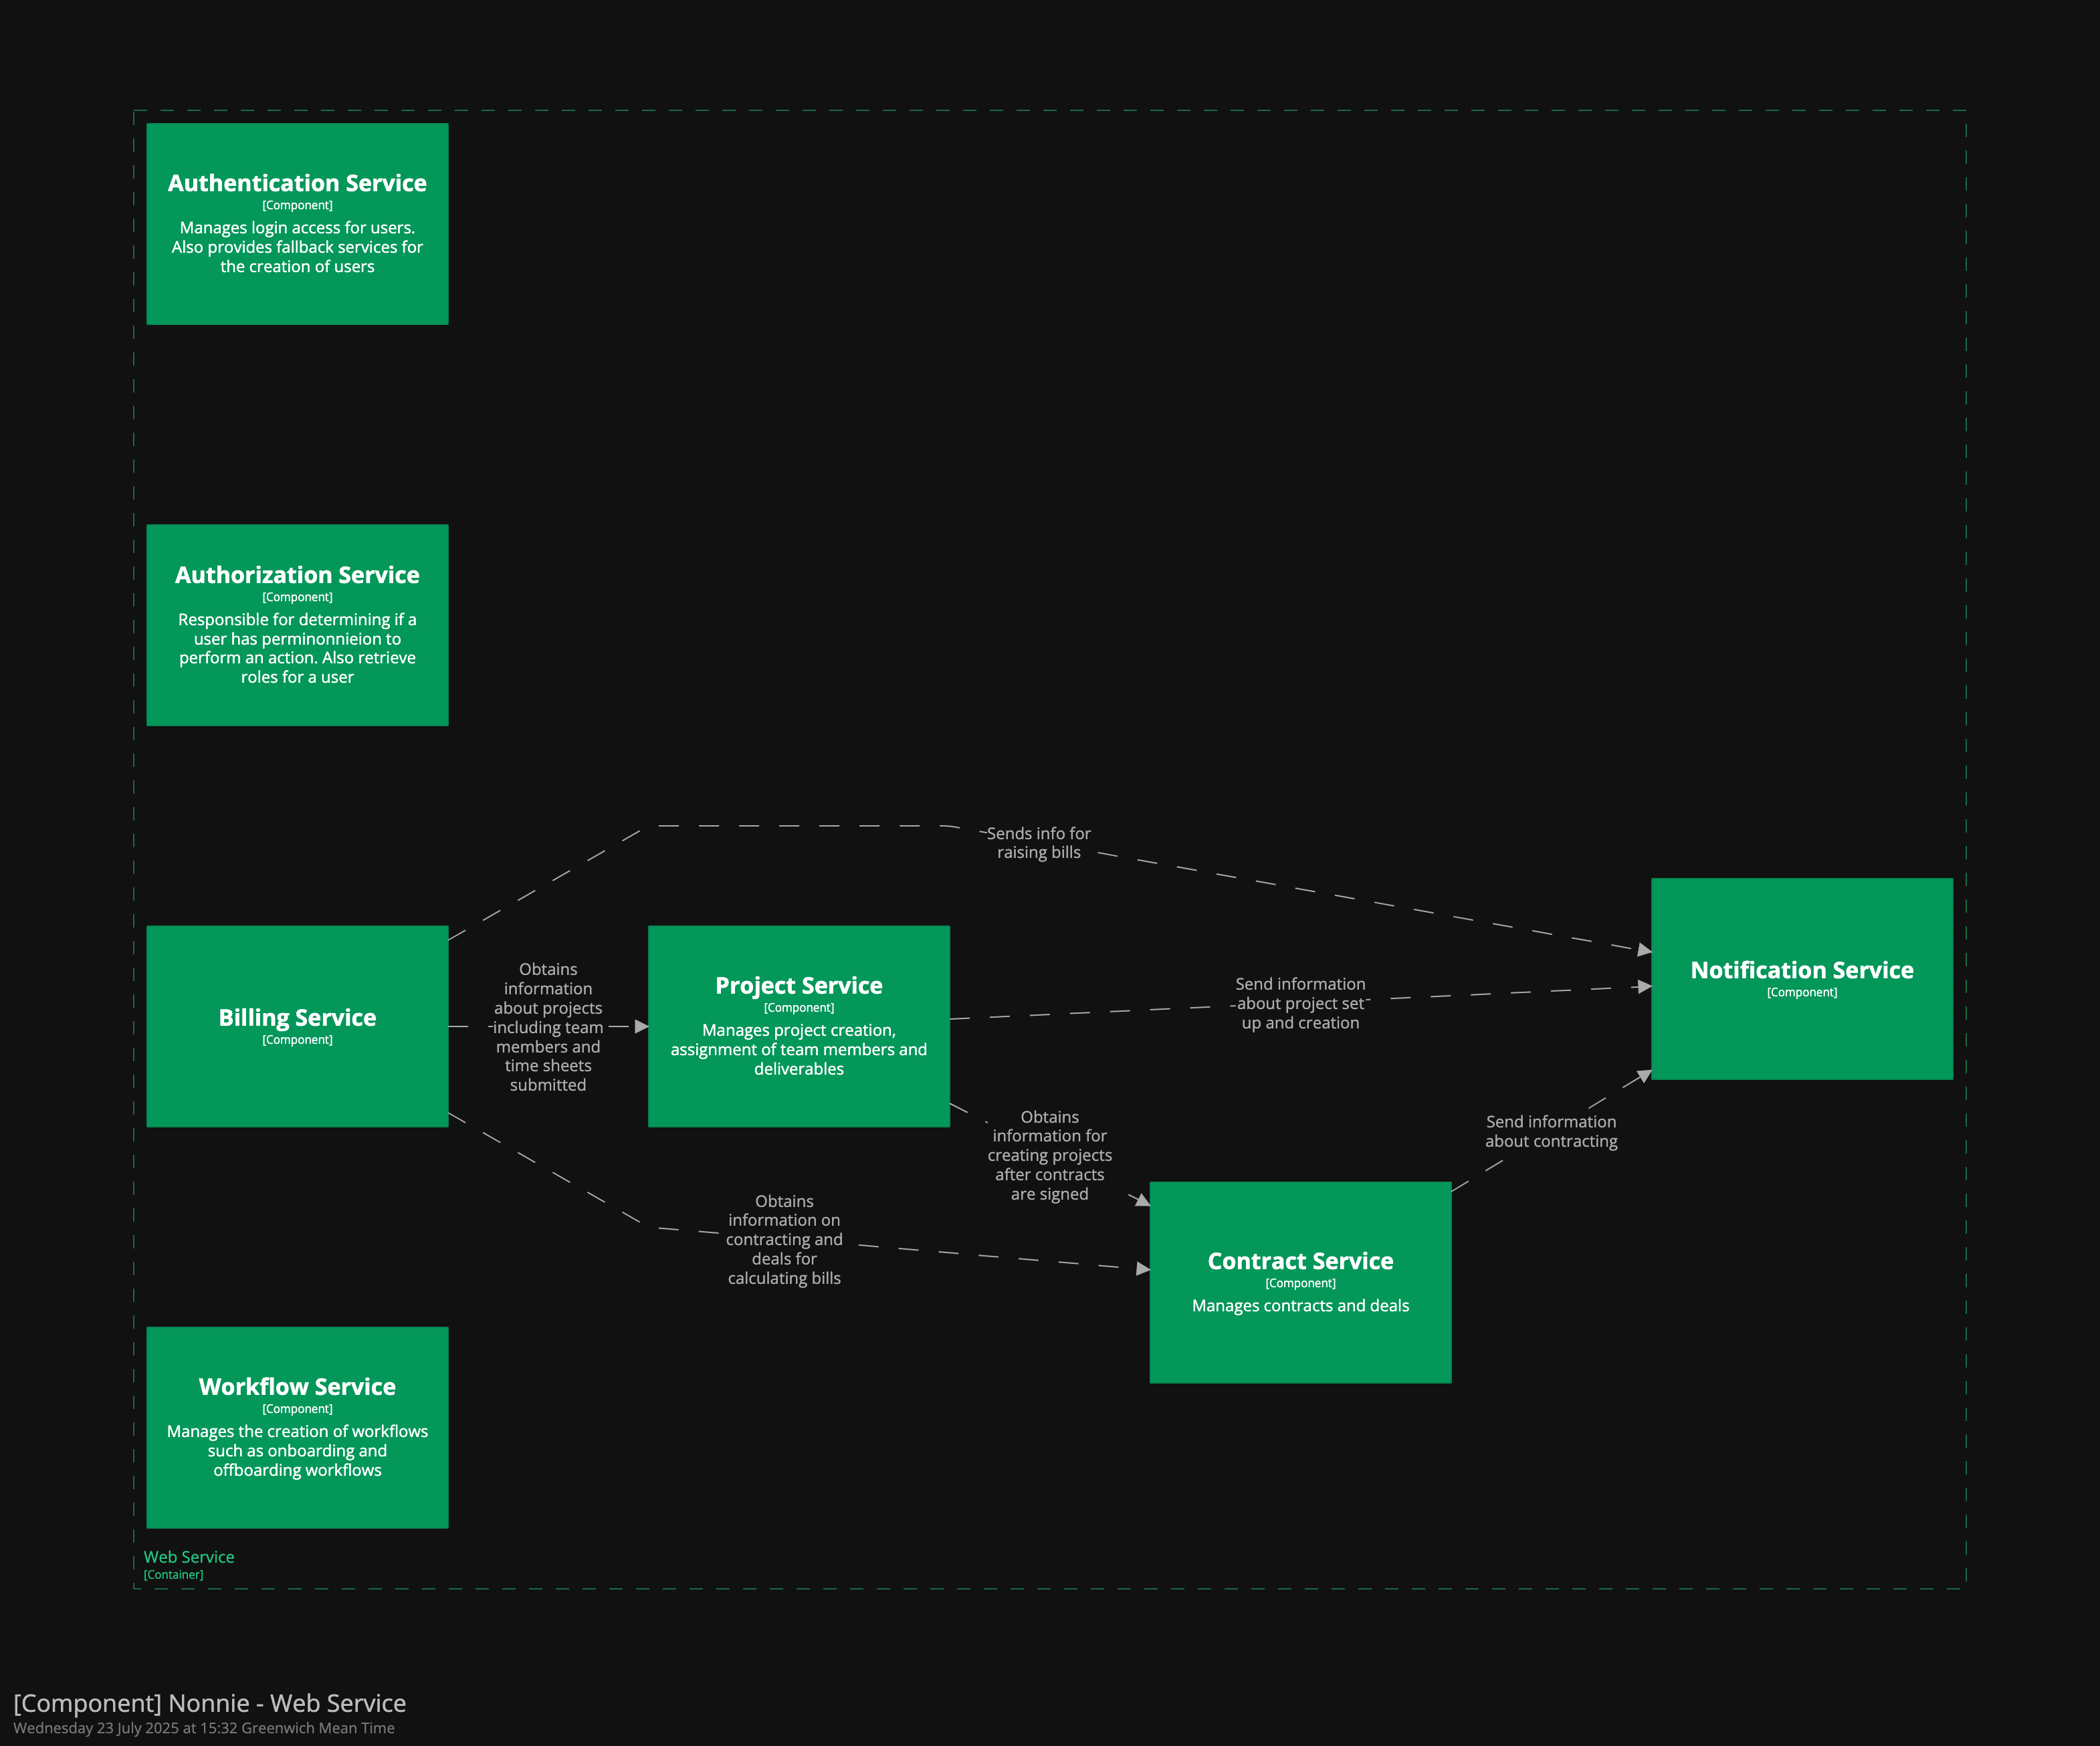 Authentication Service
[Component]
Manages login access for users.
Also provides fallback services for
the creation of users
Authorization Service
[Component]
Responsible for determining if a
user has perminonnieion to
perform an action. Also retrieve
roles for a user
Sends info for
raising bills
Billing Service
[Component]
Obtains
information
about projects
including team
members and
time sheets
submitted
Project Service
[Component]
Manages project creation,
assignment of team members and
deliverables
Send information
about project set
up and creation
Notification Service
[Component]
Obtains
information for
creating projects
after contracts
are signed
Send information
about contracting
Obtains
information on
contracting and
deals for
calculating bills
Contract Service
[Component]
Manages contracts and deals
Workflow Service
[Component]
Manages the creation of workflows
such as onboarding and
offboarding workflows
Web Service
[Container]
[Component] Nonnie - Web Service
Wednesday 23 July 2025 at 15:32 Greenwich Mean Time